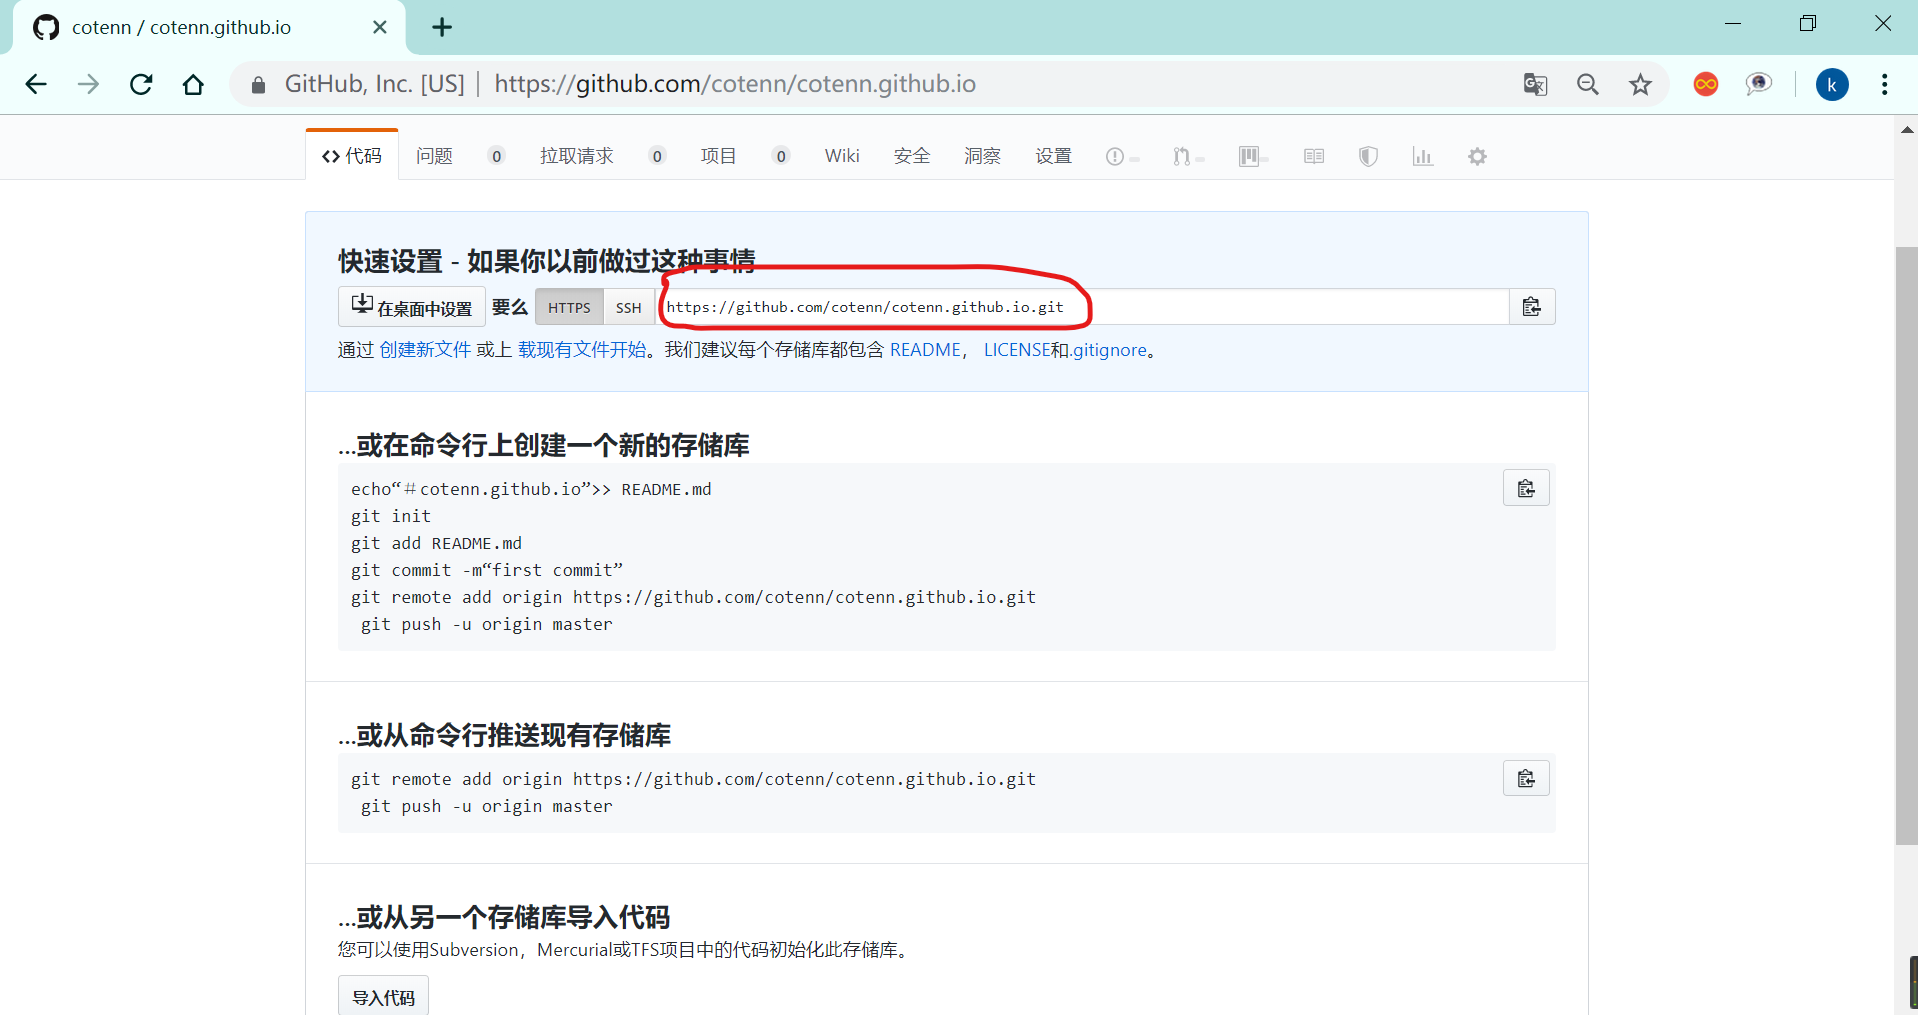 cotenn / cotenn.github.io
GitHub, Inc. [US] | https://github.com/cotenn/cotenn.github.io
k
<> 代码 问题 0 拉取请求 0 项目 0 Wiki 安全 洞察 设置
快速设置 - 如果你以前做过这种事情
在桌面中设置 要么 HTTPS SSH https://github.com/cotenn/cotenn.github.io.git
通过 创建新文件 或上 载现有文件开始。我们建议每个存储库都包含 README， LICENSE和.gitignore。
...或在命令行上创建一个新的存储库
echo“＃cotenn.github.io”>> README.md
git init
git add README.md
git commit -m“first commit”
git remote add origin https://github.com/cotenn/cotenn.github.io.git
git push -u origin master
...或从命令行推送现有存储库
git remote add origin https://github.com/cotenn/cotenn.github.io.git
git push -u origin master
...或从另一个存储库导入代码
您可以使用Subversion，Mercurial或TFS项目中的代码初始化此存储库。
导入代码